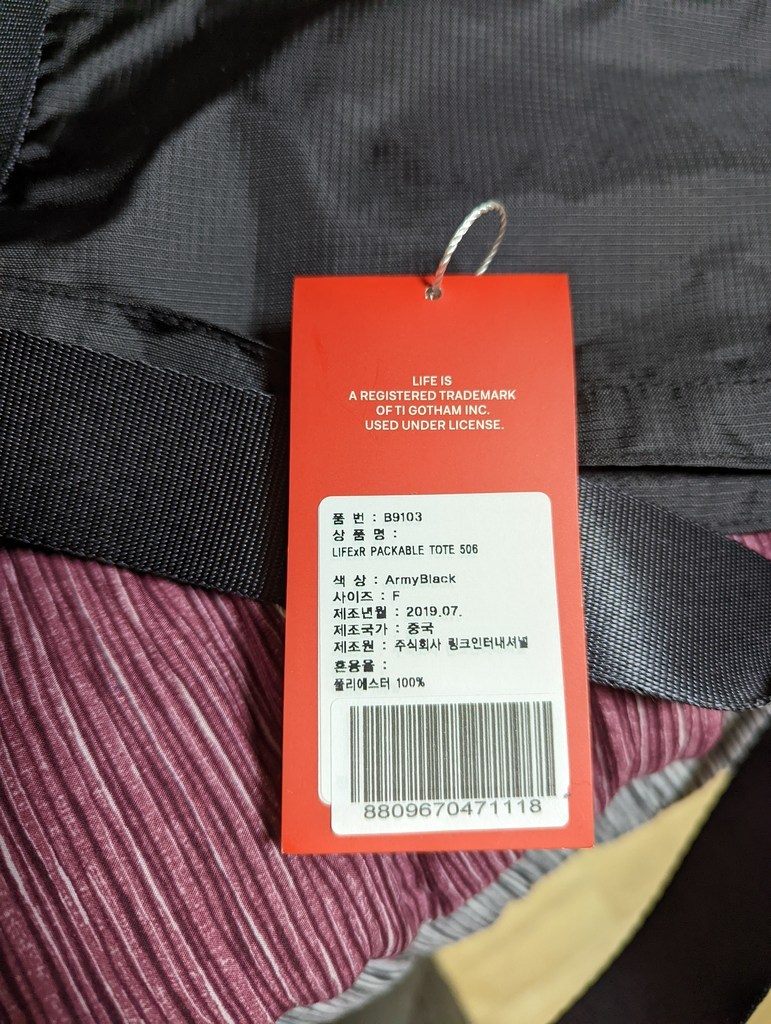 LIFE IS
A REGISTERED TRADEMARK
OF TI GOTHAM INC.
USED UNDER LICENSE.
품 번 : B9103
상 품 명 :
LIFExR PACKABLE TOTE 506
색 상 : ArmyBlack
사이즈 : F
제조년월 : 2019.07.
제조국가 : 중국
제조원 : 주식회사 링크인터내셔널
혼용율 :
폴리에스터 100%
8809670471118